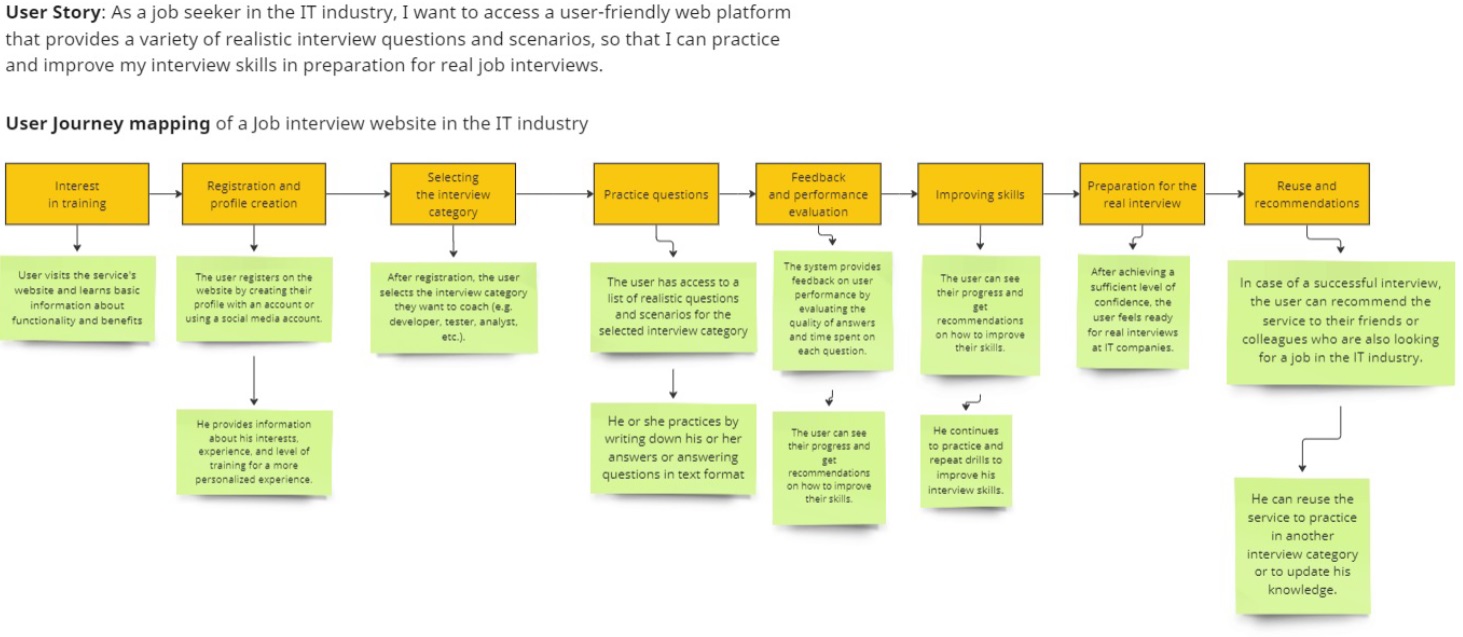 User Story: As a job seeker in the IT industry, I want to access a user-friendly web platform
that provides a variety of realistic interview questions and scenarios, so that I can practice
and improve my interview skills in preparation for real job interviews.
User Journey mapping of a Job interview website in the IT industry
Interest
in training
Registration and
profile creation
Selecting
the interview
category
Practice questions
Feedback
and performance
evaluation
Improving skills
Preparation for the
real interview
Reuse and
recommendations
User visits the service's
website and learns basic
information about
functionality and benefits
The user registers on the
website by creating their
profile with an account or
using a social media account.
After registration, the user
selects the interview category
they want to coach (e.g.
developer, tester, analyst,
etc.).
The user has access to a
list of realistic questions
and scenarios for the
selected interview category
The system provides
feedback on user
performance by
evaluating the
quality of answers
and time spent on
each question.
The user can see
their progress and
get
recommendations
on how to improve
their skills.
After achieving a
sufficient level of
confidence, the
user feels ready
for real interviews
at IT companies.
In case of a successful interview,
the user can recommend the
service to their friends or
colleagues who are also looking
for a job in the IT industry.
He provides information
about his interests,
experience, and level of
training for a more
personalized experience.
He or she practices by
writing down his or her
answers or answering
questions in text format
The user can see
their progress and
get
recommendations
on how to improve
their skills.
He continues
to practice and
repeat drills to
improve his
interview skills.
He can reuse the
service to practice
in another
interview category
or to update his
knowledge.